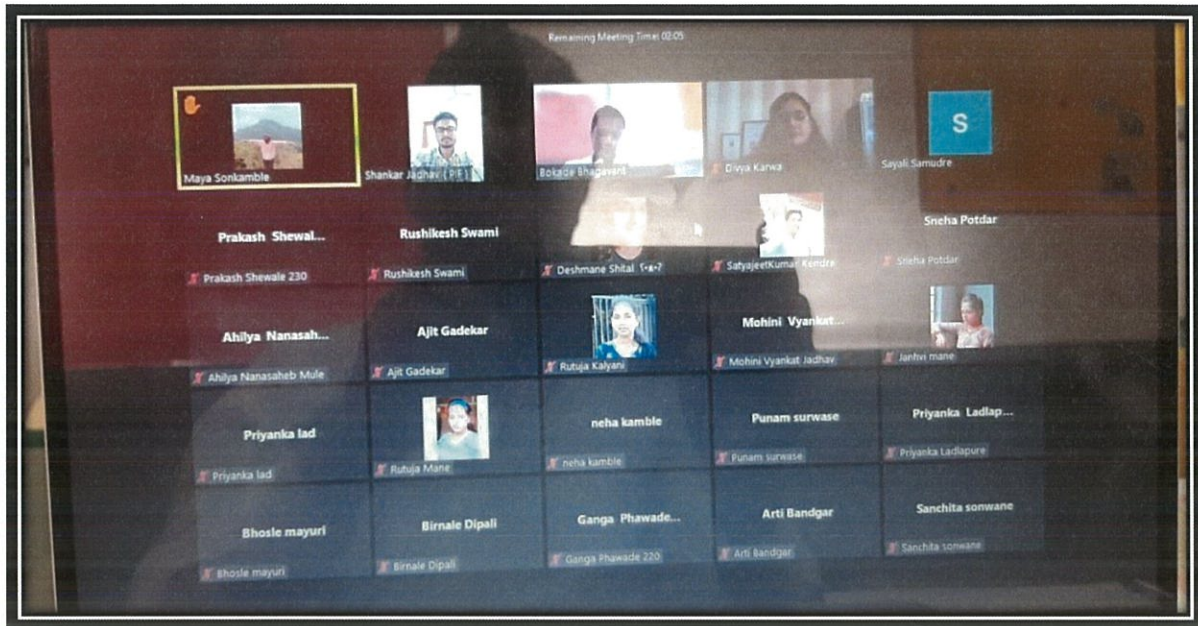 Remaining Meeting Time: 02:05
Maya Sonkamble
Shankar Jadhav ( P F )
Bokade Bhagavant
Divya Karwa
S
Sayali Samudre
Prakash Shewal...
Prakash Shewale 230
Rushikesh Swami
Rushikesh Swami
Deshmane Shital
SatyajeetKumar Kendre
Sneha Potdar
Sneha Potdar
Ahilya Nanasah...
Ahilya Nanasaheb Mule
Ajit Gadekar
Ajit Gadekar
Rutuja Kalyani
Mohini Vyankat...
Mohini Vyankat Jadhav
Janhvi mane
Priyanka lad
Priyanka lad
Rutuja Mane
neha kamble
neha kamble
Punam surwase
Punam surwase
Priyanka Ladlap...
Priyanka Ladlapure
Bhosle mayuri
Bhosle mayuri
Birnale Dipali
Birnale Dipali
Ganga Phawade...
Ganga Phawade 220
Arti Bandgar
Arti Bandgar
Sanchita sonwane
Sanchita sonwane